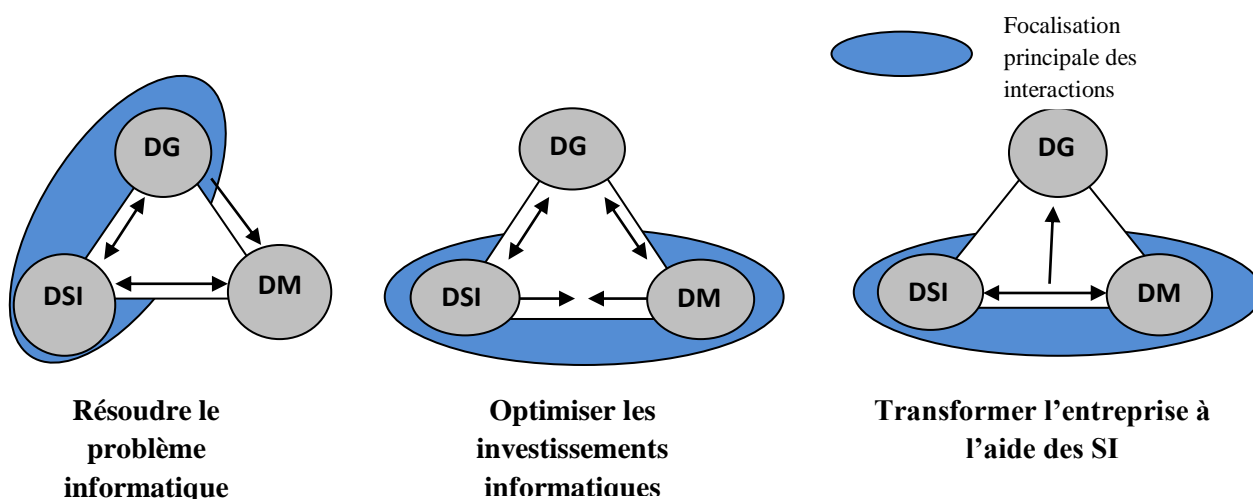 Focalisation
principale des
interactions
DG
DSI
DM
DG
DSI
DM
DG
DSI
DM
Résoudre le
problème
informatique
Optimiser les
investissements
informatiques
Transformer l’entreprise à
l’aide des SI